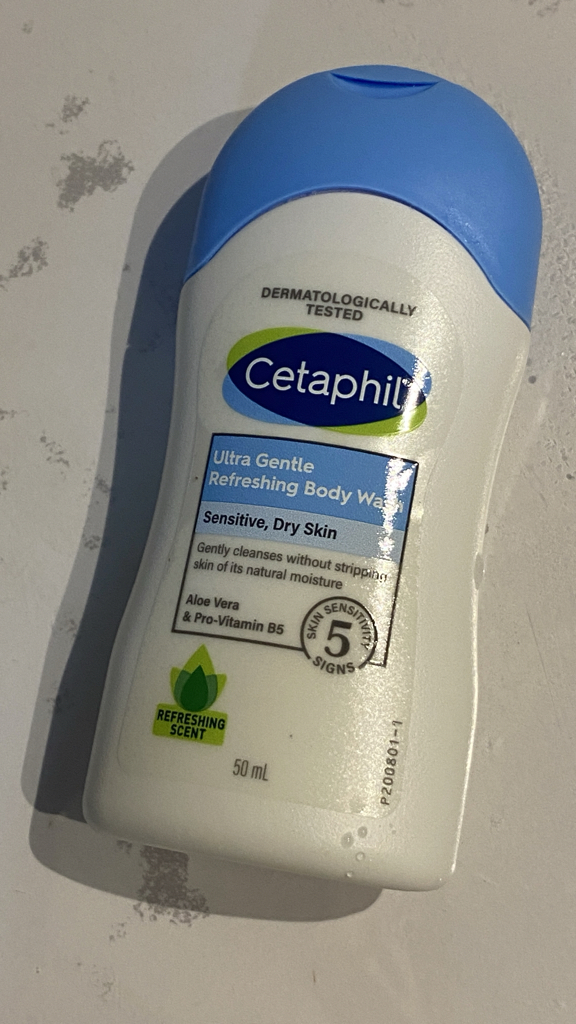 DERMATOLOGICALLY
TESTED
Cetaphil
Ultra Gentle
Refreshing Body Wash
Sensitive, Dry Skin
Gently cleanses without stripping
skin of its natural moisture
Aloe Vera
& Pro-Vitamin B5
SKIN SENSITIVITY
5
SIGNS
REFRESHING
SCENT
50 mL
P200801-1